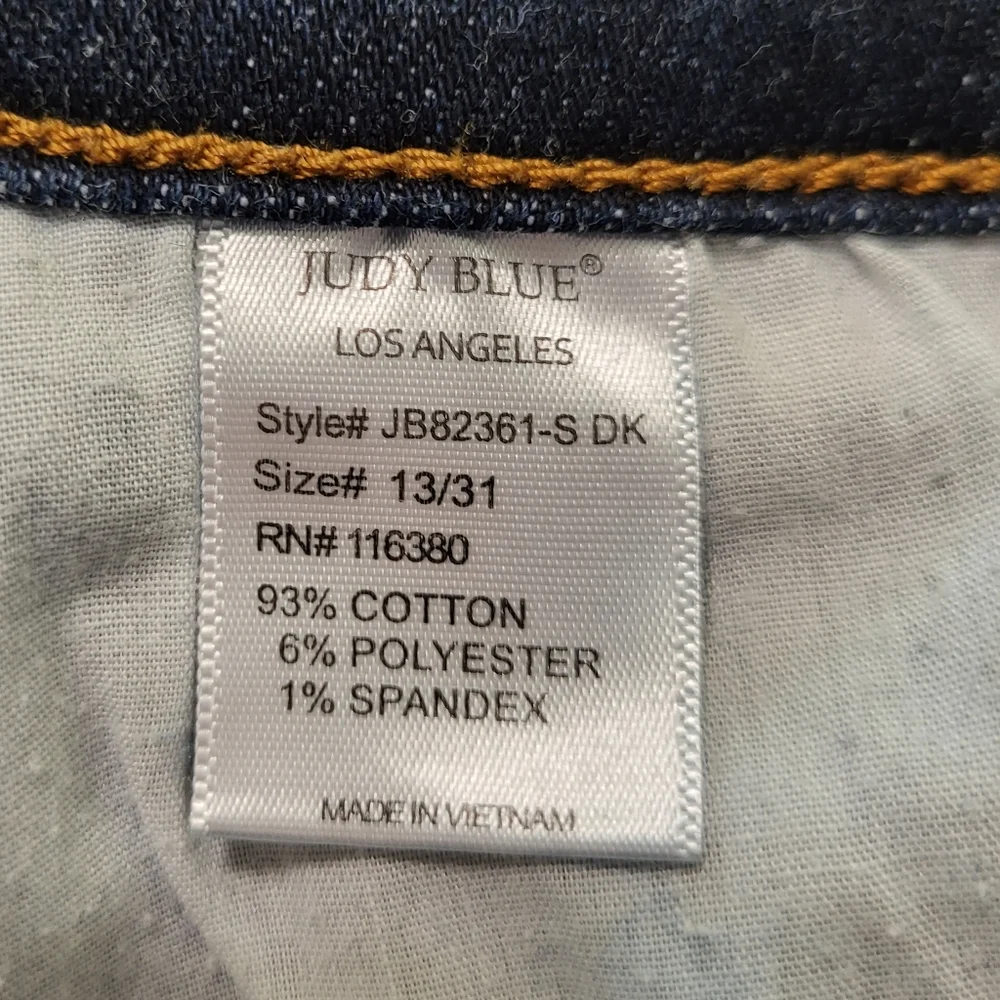 JUDY BLUE®
LOS ANGELES
Style# JB82361-S DK
Size# 13/31
RN# 116380
93% COTTON
6% POLYESTER
1% SPANDEX
MADE IN VIETNAM